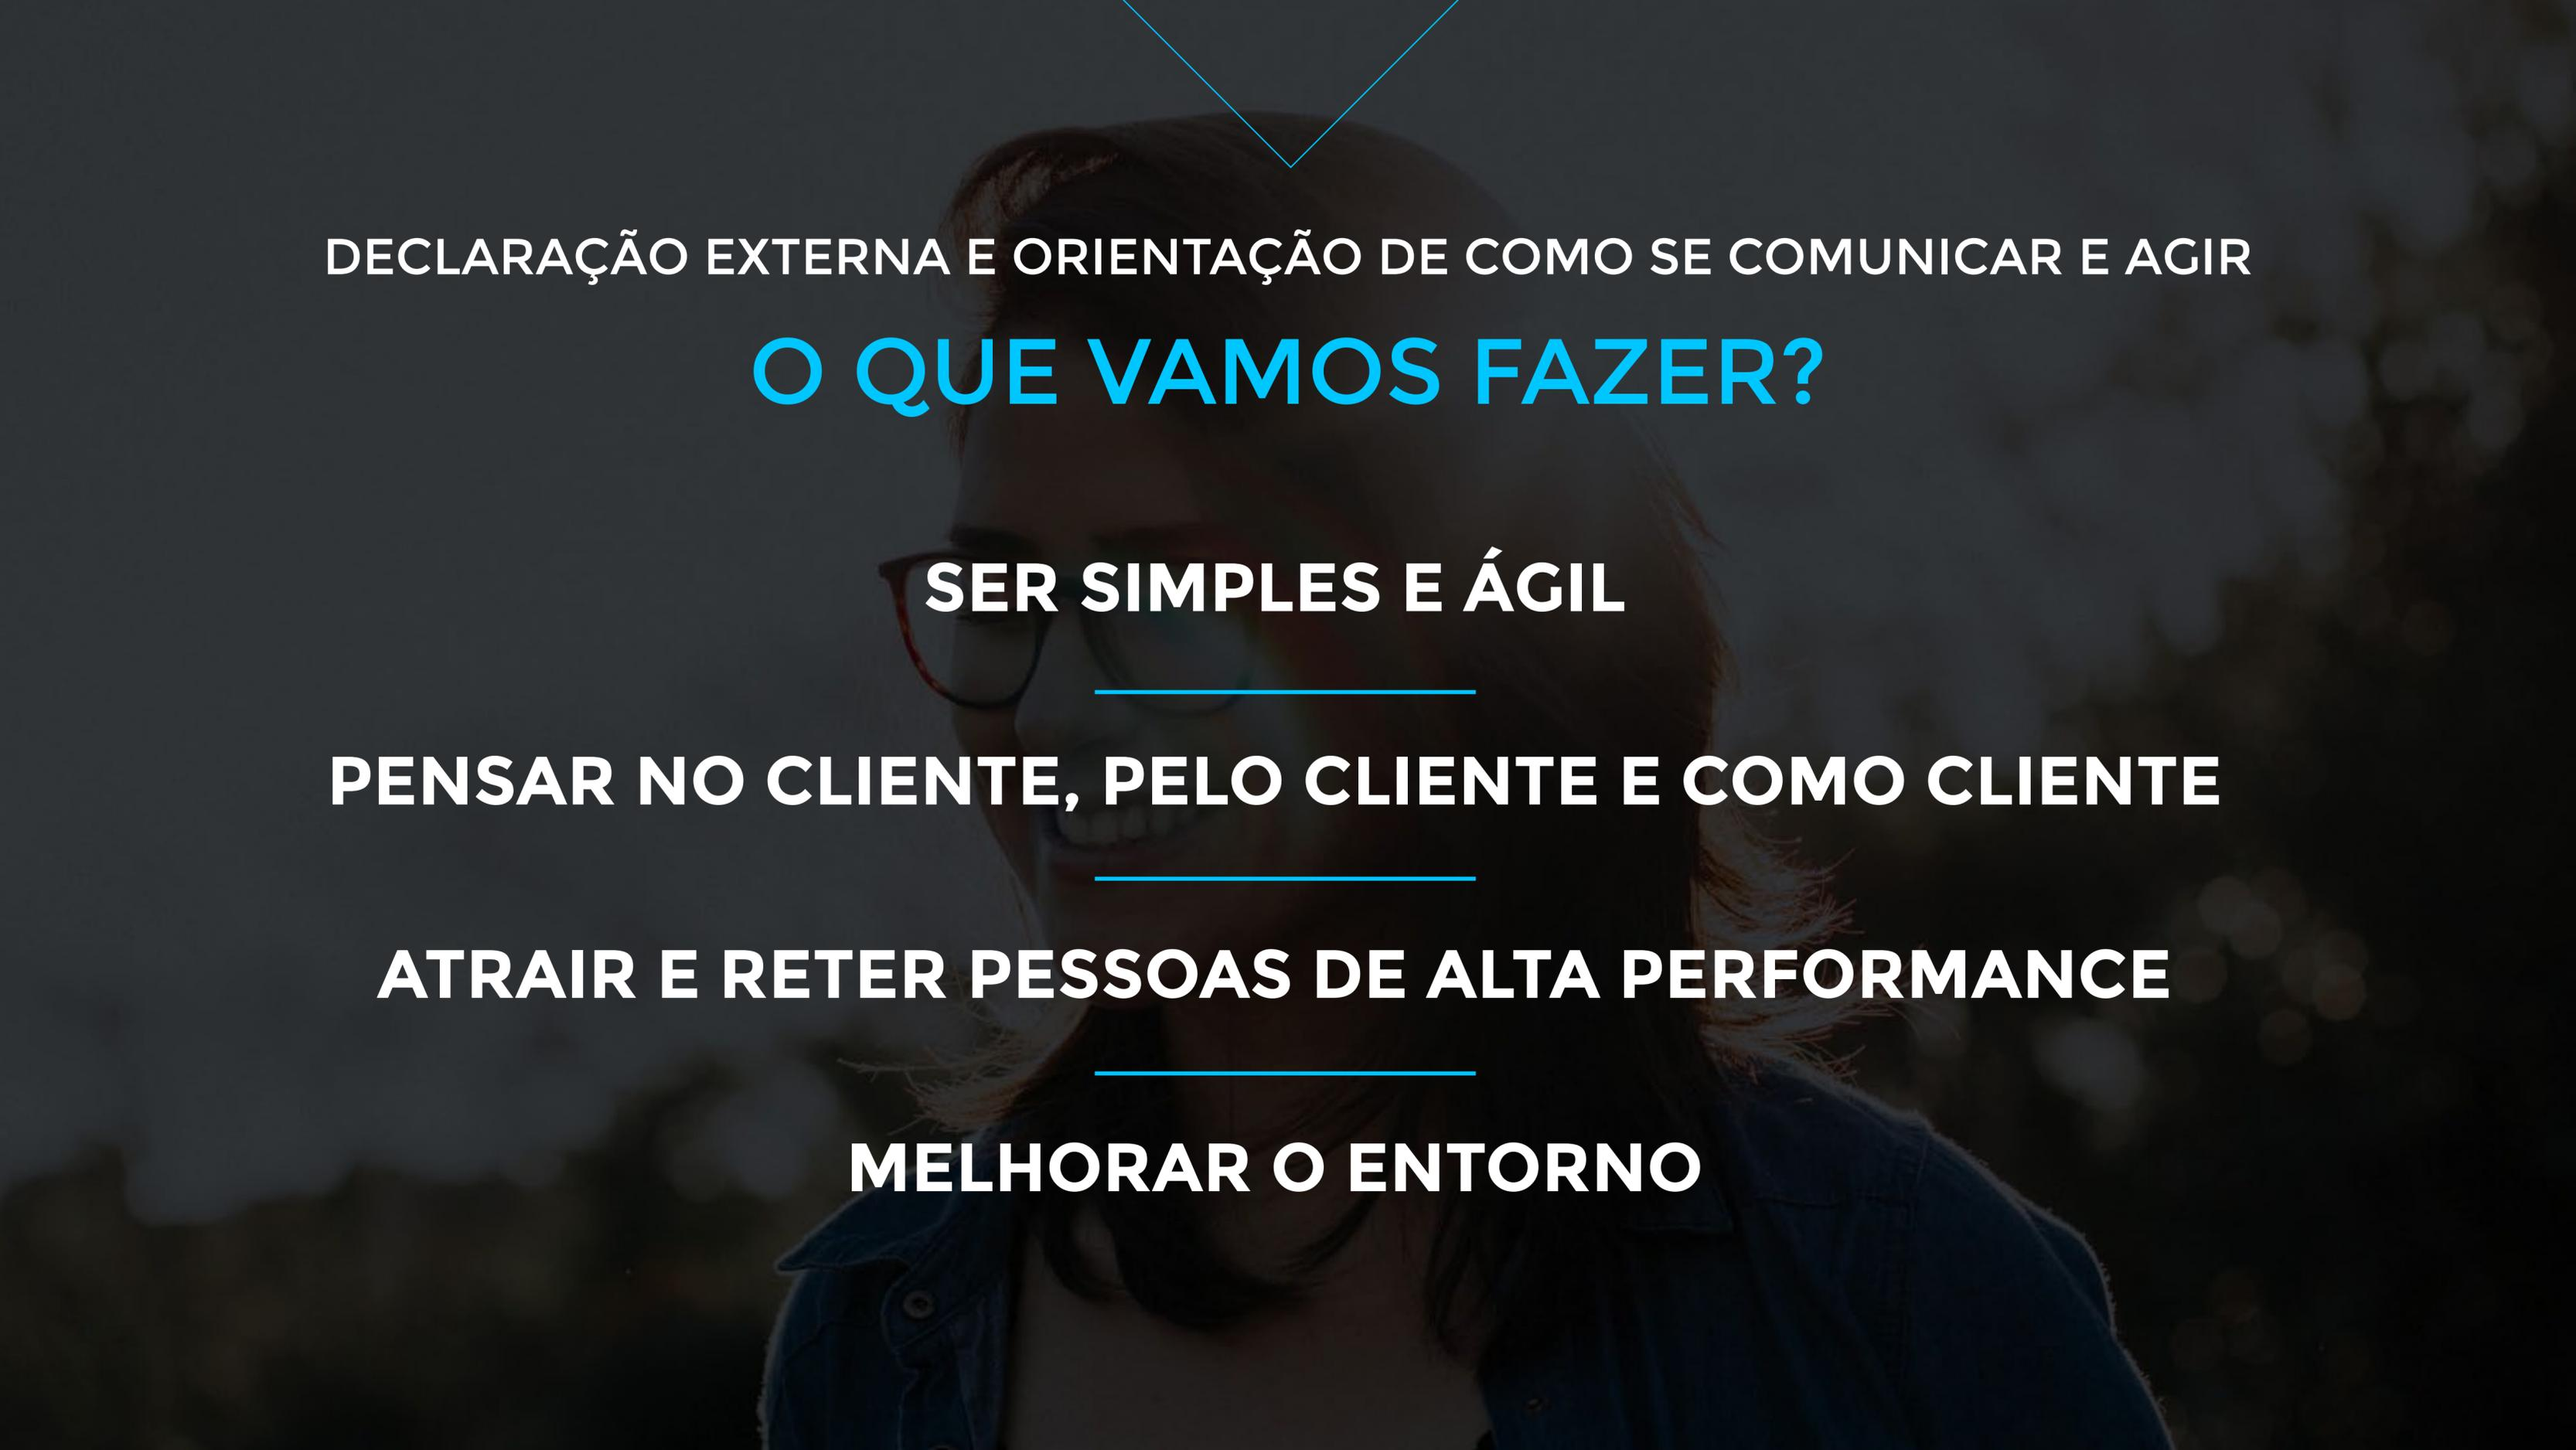 DECLARAÇÃO EXTERNA E ORIENTAÇÃO DE COMO SE COMUNICAR E AGIR
O QUE VAMOS FAZER?
SER SIMPLES E ÁGIL
PENSAR NO CLIENTE, PELO CLIENTE E COMO CLIENTE
ATRAIR E RETER PESSOAS DE ALTA PERFORMANCE
MELHORAR O ENTORNO